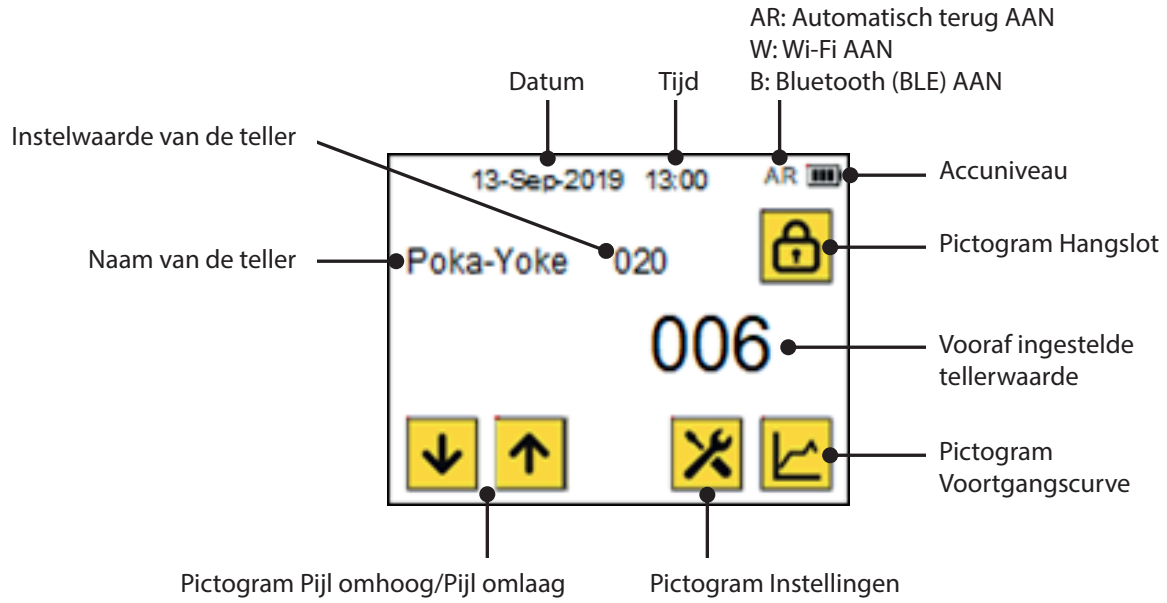 AR: Automatisch terug AAN
W: Wi-Fi AAN
B: Bluetooth (BLE) AAN
Datum
Tijd
Instelwaarde van de teller
13-Sep-2019 13:00 AR
Accuniveau
Naam van de teller
Poka-Yoke 020
Pictogram Hangslot
006
Vooraf ingestelde
tellerwaarde
Pictogram
Voortgangscurve
Pictogram Pijl omhoog/Pijl omlaag
Pictogram Instellingen